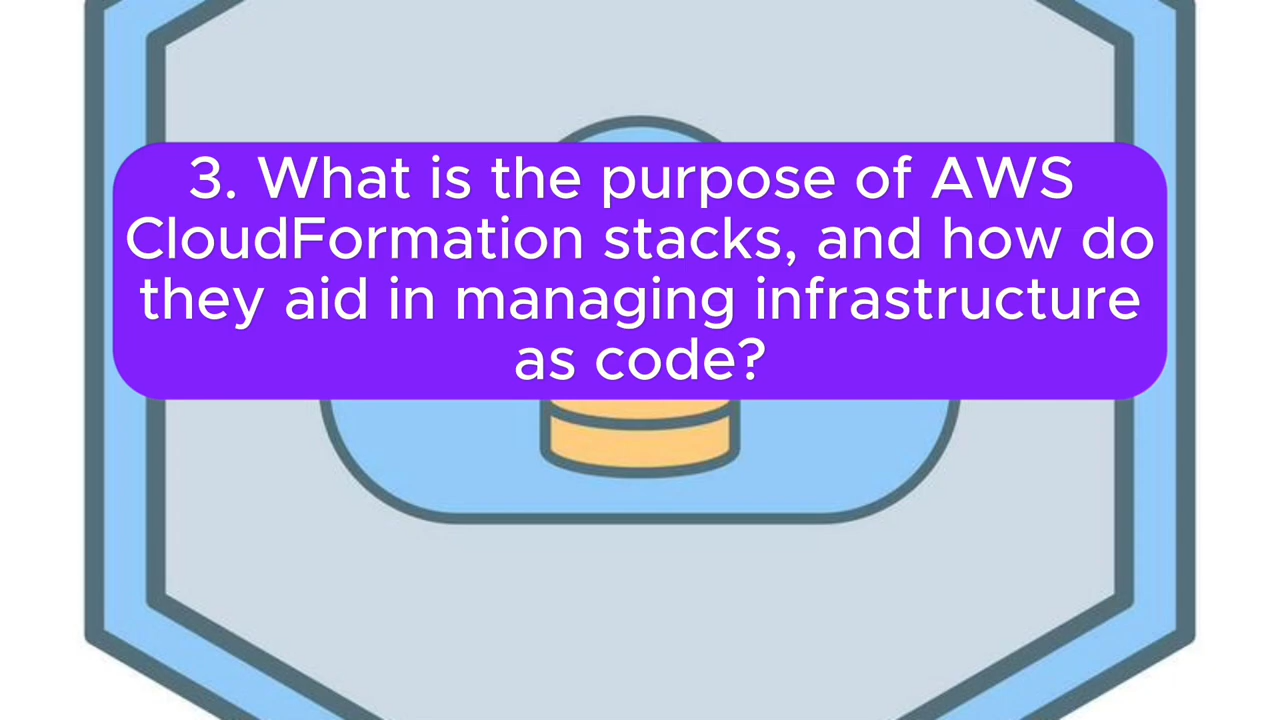 3. What is the purpose of AWS
CloudFormation stacks, and how do
they aid in managing infrastructure
as code?